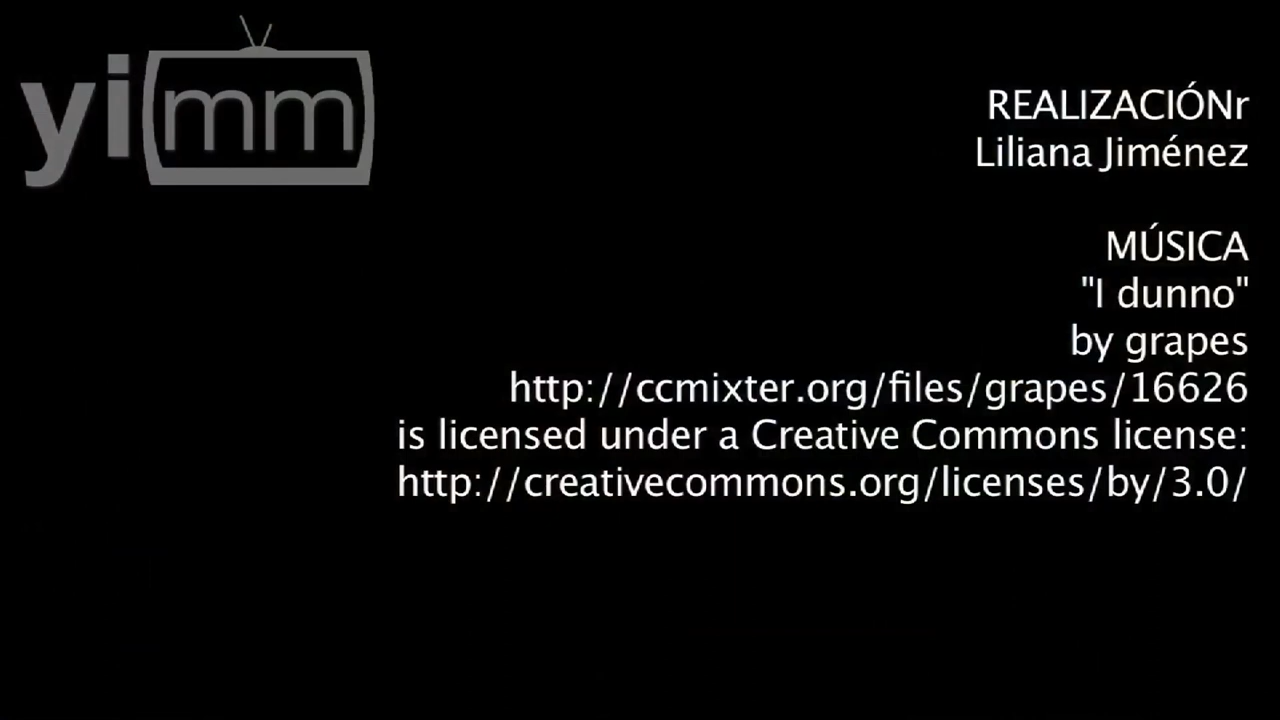 yimm
REALIZACIÓNr
Liliana Jiménez
MÚSICA
"I dunno"
by grapes
http://ccmixter.org/files/grapes/16626
is licensed under a Creative Commons license:
http://creativecommons.org/licenses/by/3.0/